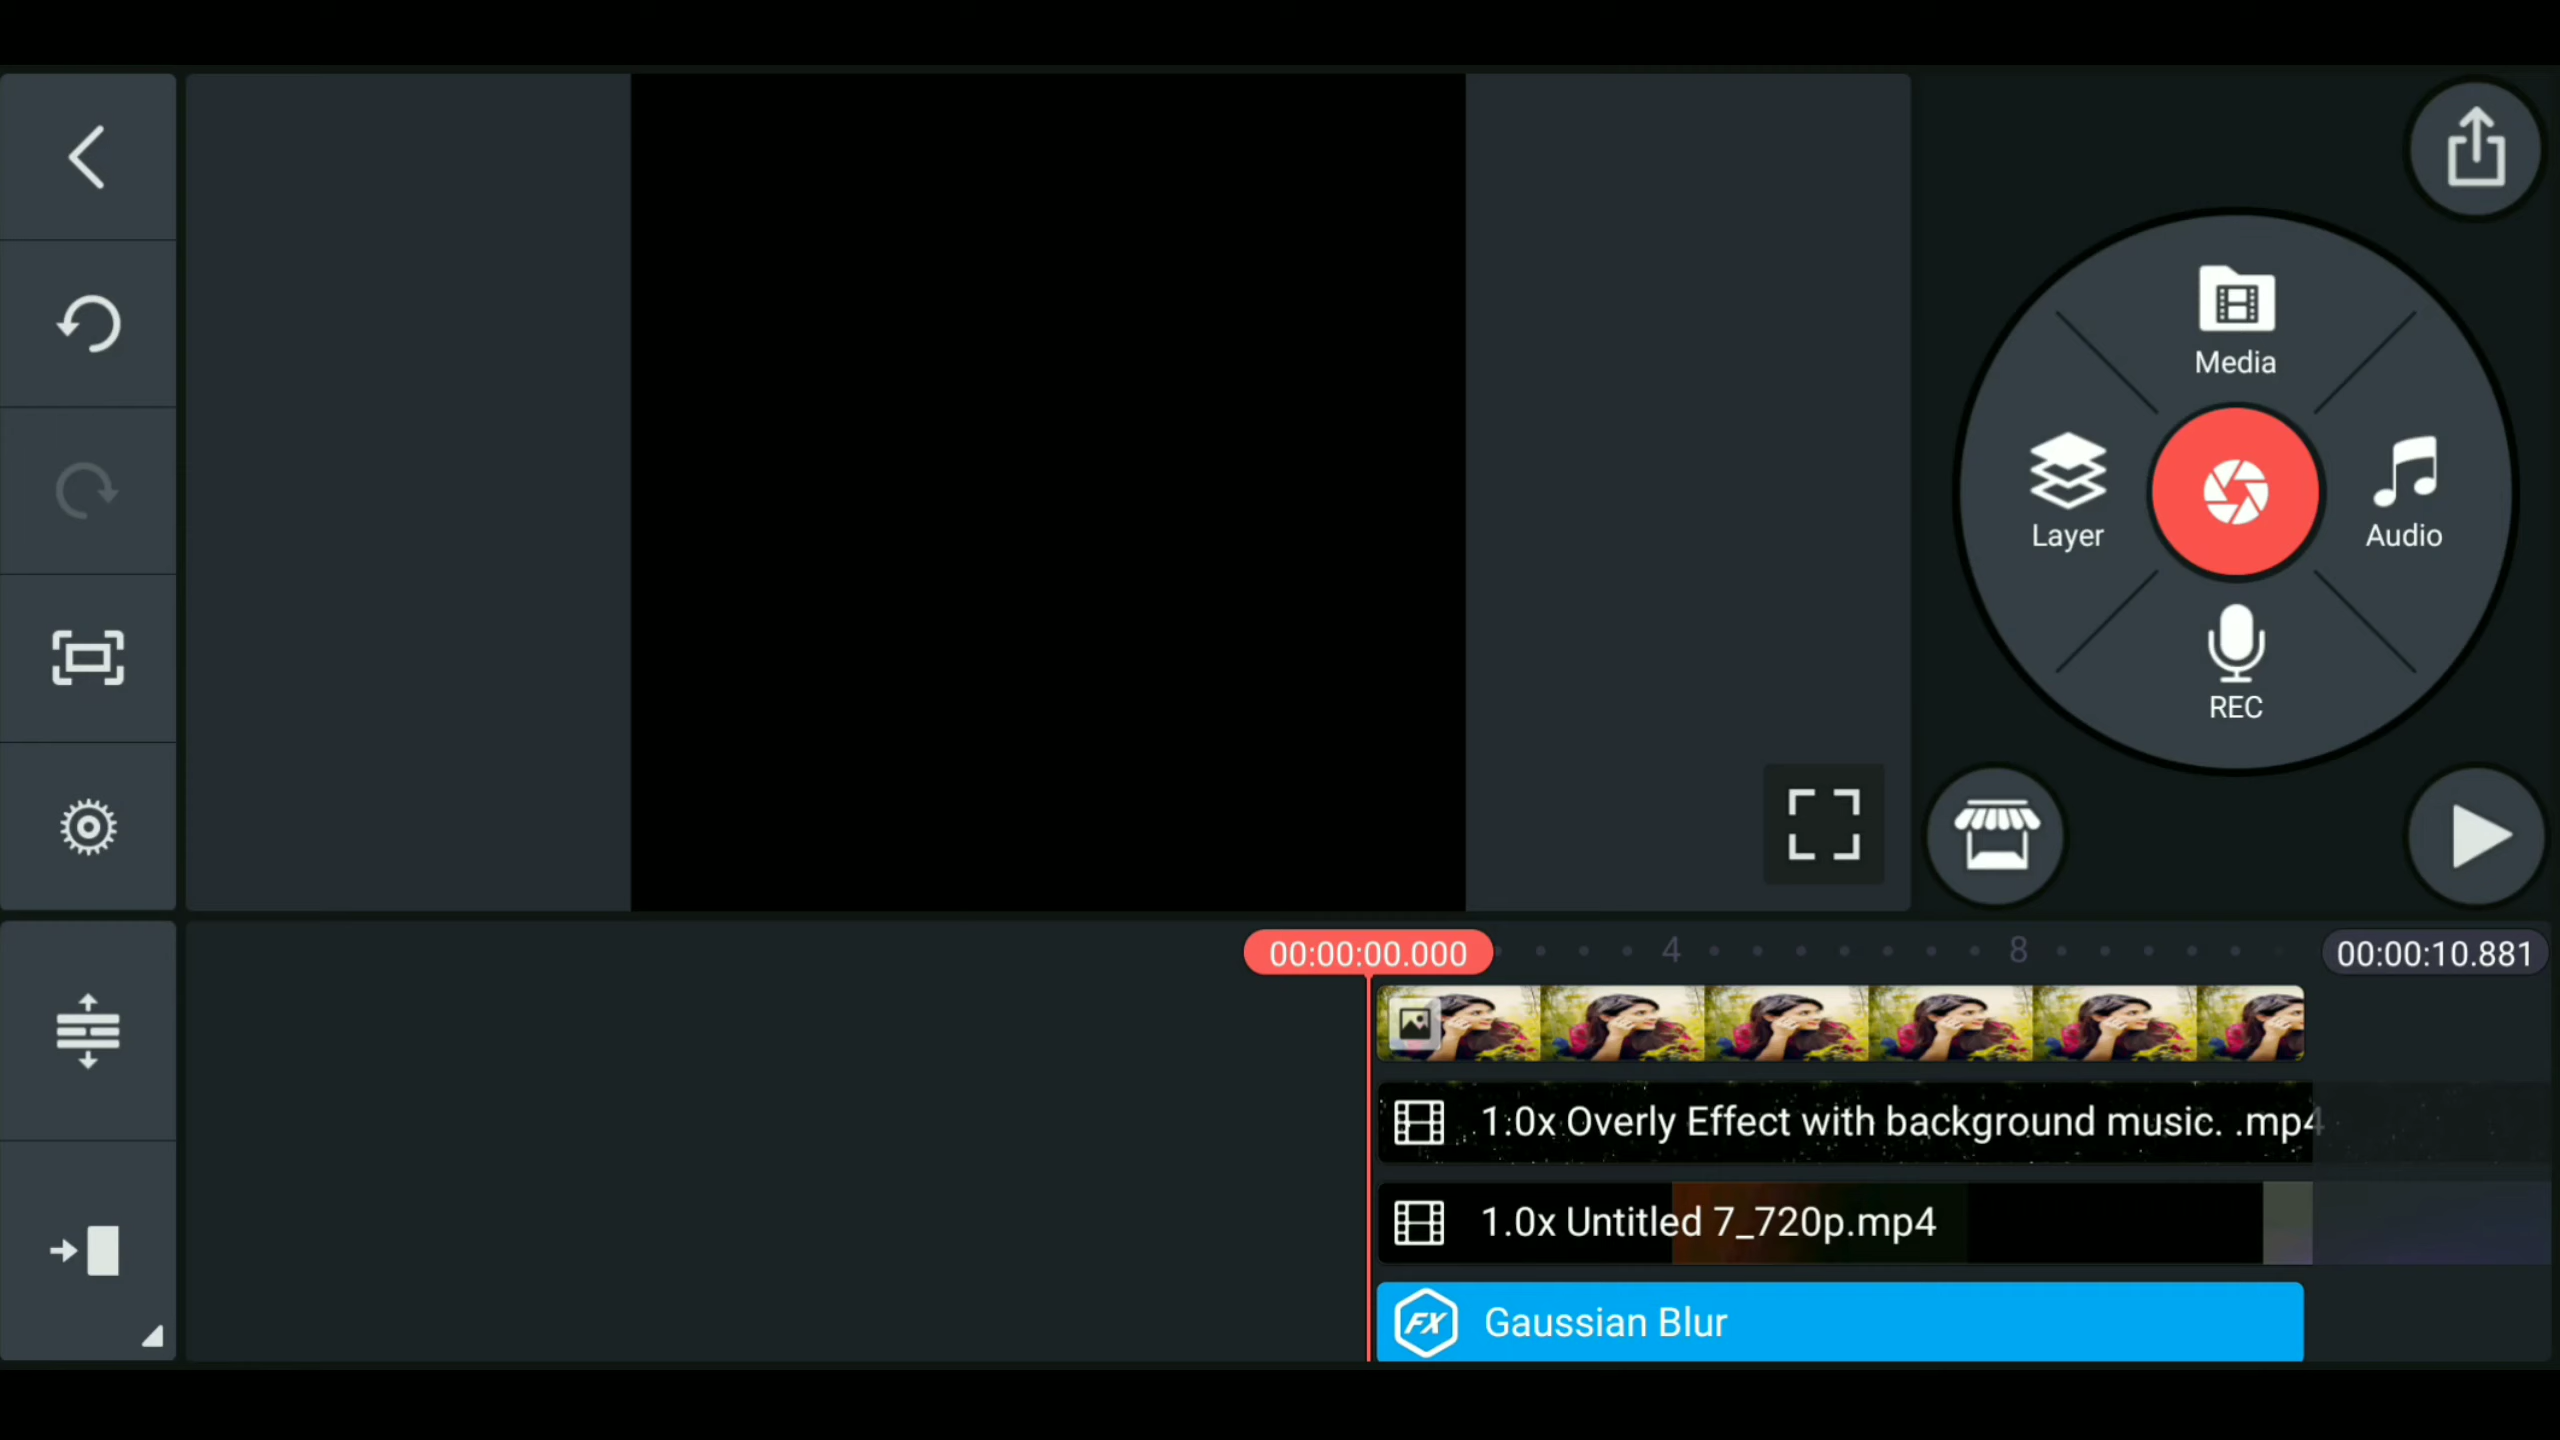 Media
Layer
Audio
REC
00:00:00.000
4
8
00:00:10.881
1.0x Overly Effect with background music. .mp4
1.0x Untitled 7_720p.mp4
FX
Gaussian Blur